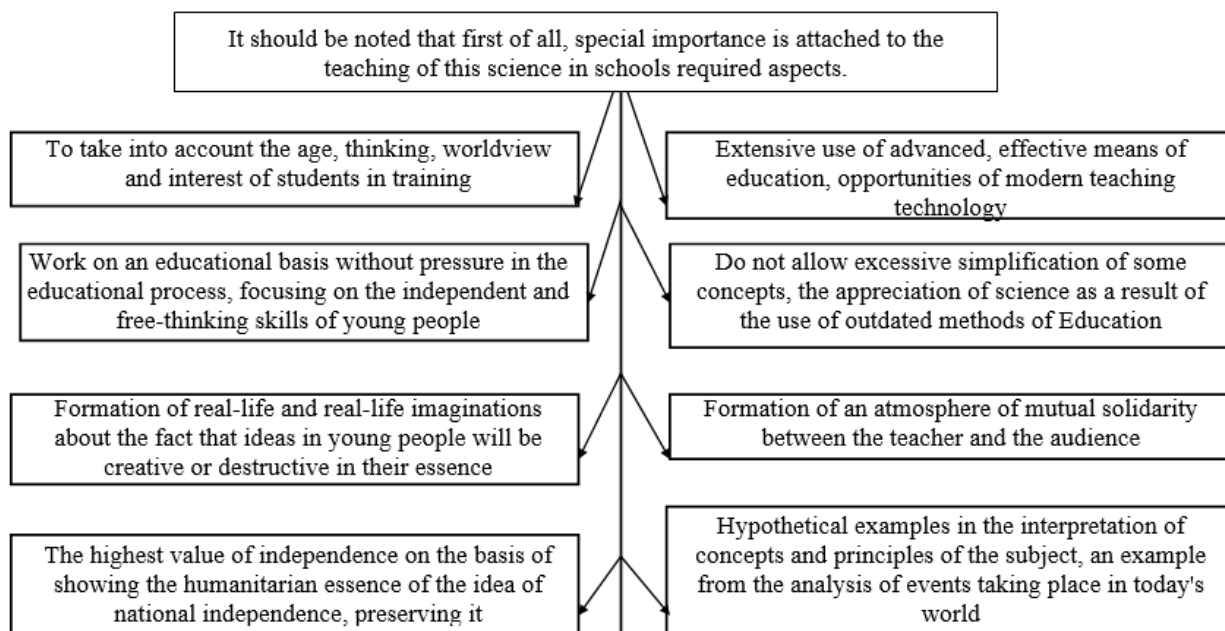 It should be noted that first of all, special importance is attached to the
teaching of this science in schools required aspects.
To take into account the age, thinking, worldview
and interest of students in training
Extensive use of advanced, effective means of
education, opportunities of modern teaching
technology
Work on an educational basis without pressure in the
educational process, focusing on the independent and
free-thinking skills of young people
Do not allow excessive simplification of some
concepts, the appreciation of science as a result of
the use of outdated methods of Education
Formation of real-life and real-life imaginations
about the fact that ideas in young people will be
creative or destructive in their essence
Formation of an atmosphere of mutual solidarity
between the teacher and the audience
The highest value of independence on the basis of
showing the humanitarian essence of the idea of
national independence, preserving it
Hypothetical examples in the interpretation of
concepts and principles of the subject, an example
from the analysis of events taking place in today's
world